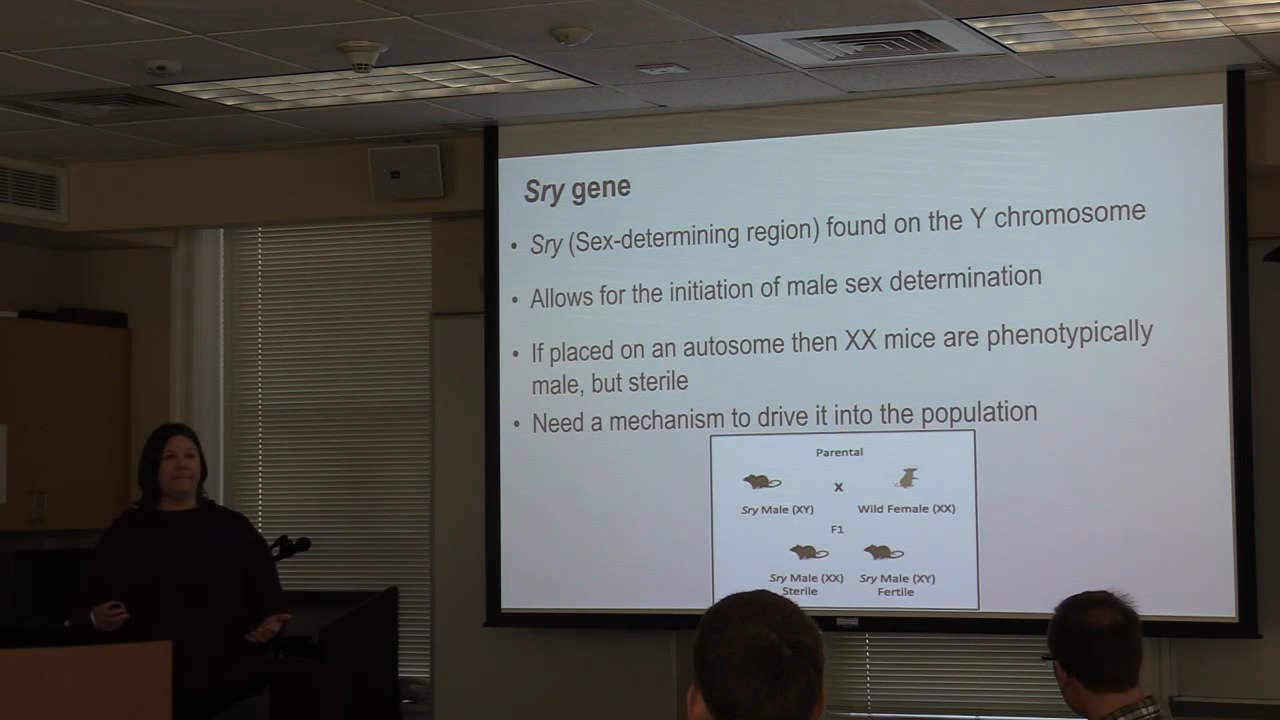 Sry gene
• Sry (Sex-determining region) found on the Y chromosome
• Allows for the initiation of male sex determination
• If placed on an autosome then XX mice are phenotypically
male, but sterile
• Need a mechanism to drive it into the population
Parental
X
Sry Male (XY) Wild Female (XX)
F1
Sry Male (XX) Sry Male (XY)
Sterile Fertile